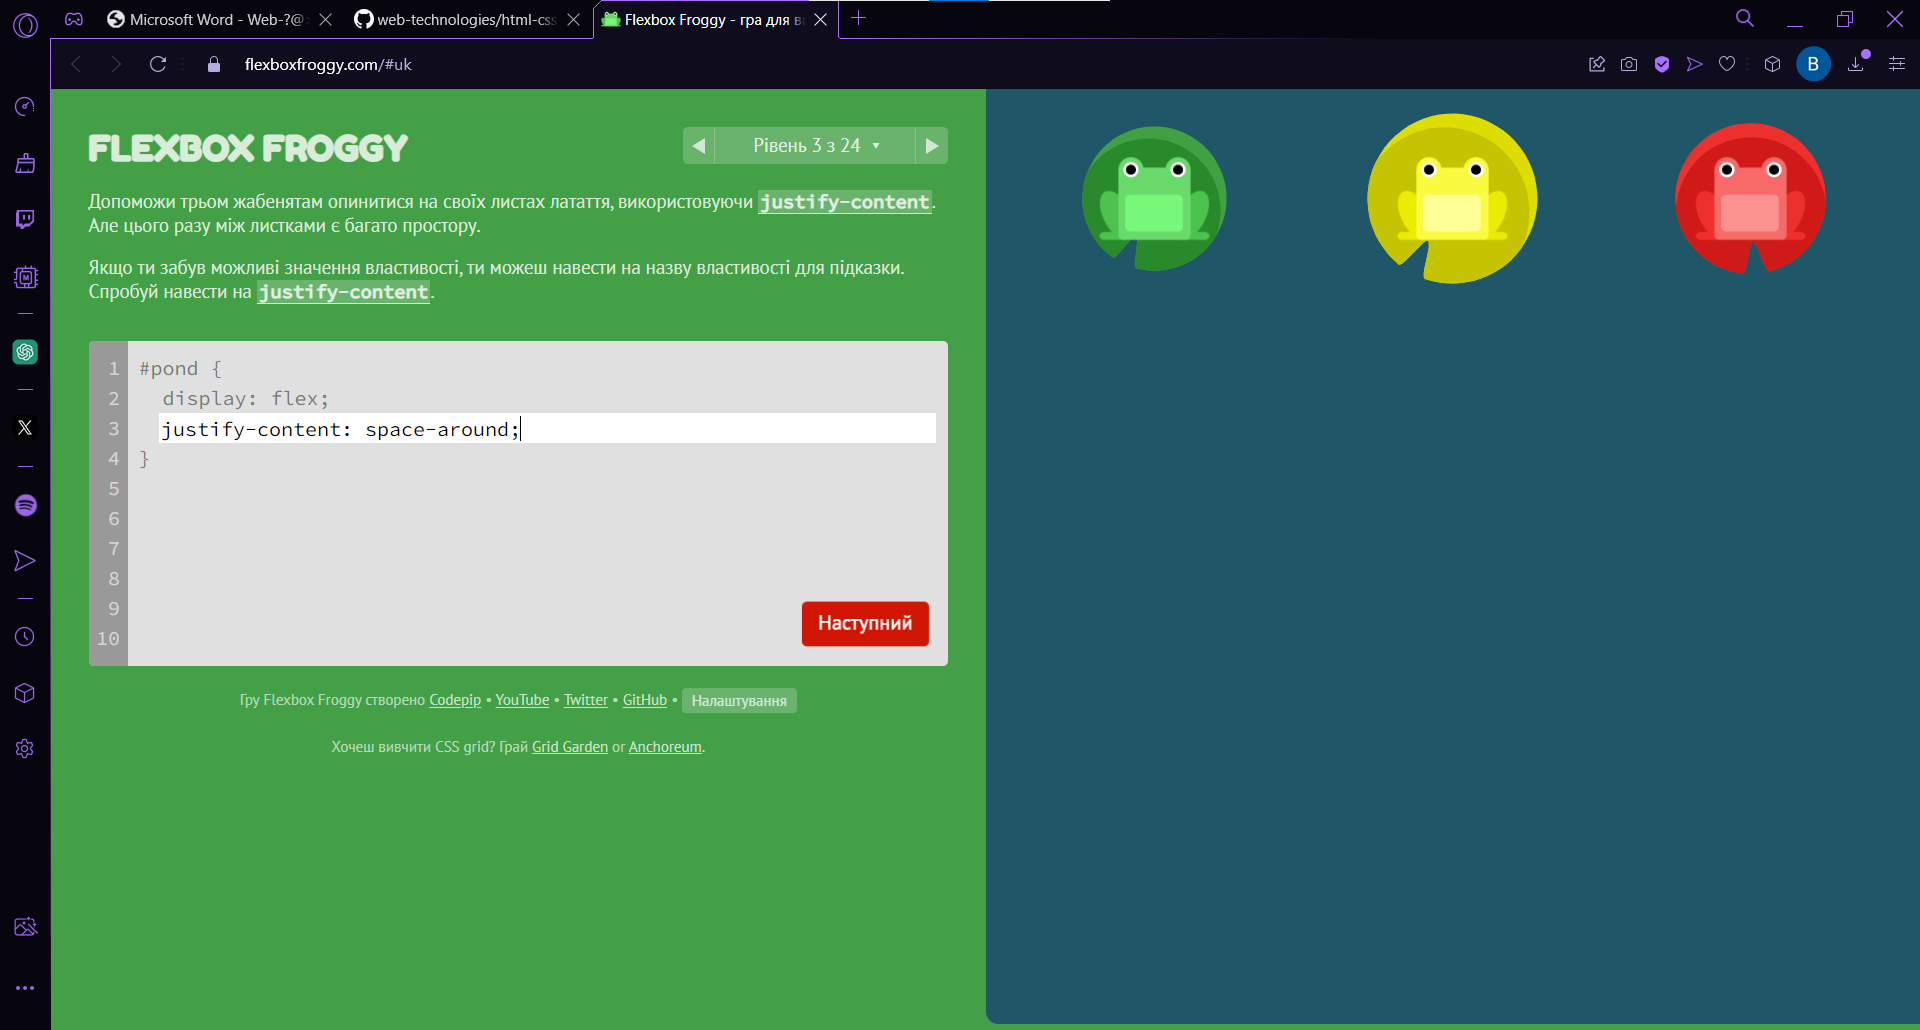 Microsoft Word - Web-?@
web-technologies/html-css
Flexbox Froggy - гра для в
flexboxfroggy.com/#uk
B
FLEXBOX FROGGY
Рівень 3 з 24
Допоможи трьом жабенятам опинитися на своїх листах латаття, використовуючи justify-content.
Але цього разу між листками є багато простору.
Якщо ти забув можливі значення властивості, ти можеш навести на назву властивості для підказки.
Спробуй навести на justify-content.
1 #pond {
2 display: flex;
3 justify-content: space-around;
4 }
5
6
7
8
9
10
Наступний
Гру Flexbox Froggy створено Codepip • YouTube • Twitter • GitHub • Налаштування
Хочеш вивчити CSS grid? Грай Grid Garden or Anchoreum.